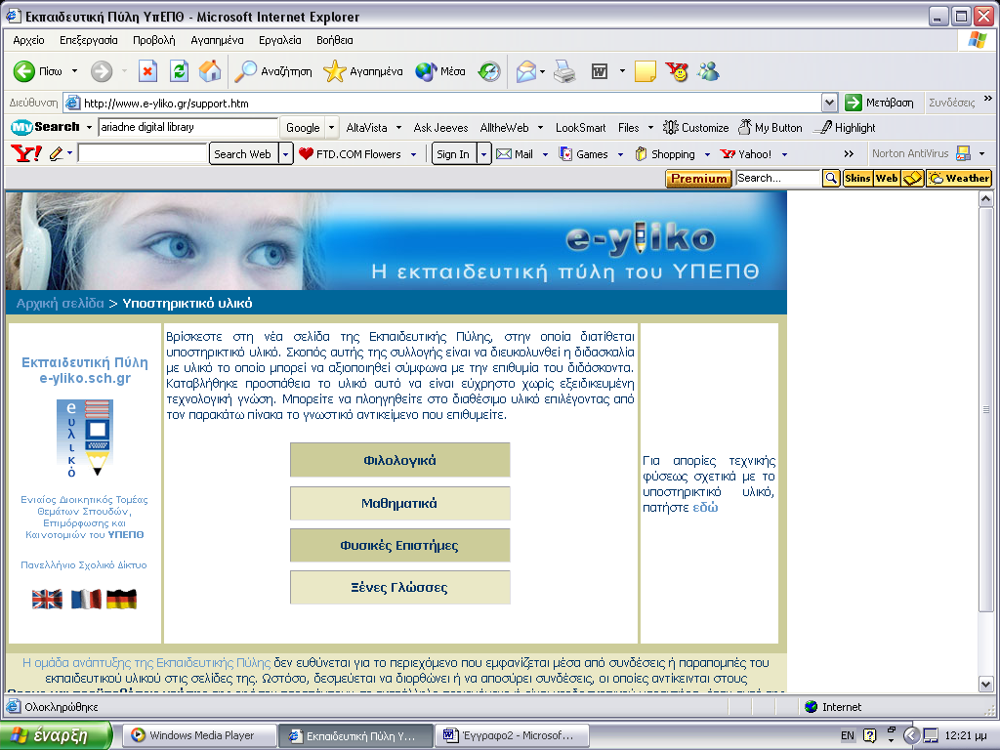 Εκπαιδευτική Πύλη ΥπΕΠΘ - Microsoft Internet Explorer
Αρχείο Επεξεργασία Προβολή Αγαπημένα Εργαλεία Βοήθεια
Πίσω Αναζήτηση Αγαπημένα Μέσα
Διεύθυνση http://www.e-yliko.gr/support.htm Μετάβαση Συνδέσεις »
MySearch ariadne digital library Google AltaVista Ask Jeeves AlltheWeb LookSmart Files Customize My Button Highlight
Y! Search Web FTD.COM Flowers Sign In Mail Games Shopping Yahoo! » Norton AntiVirus
Premium Search... Skins Web Weather
e-yliko
Η εκπαιδευτική πύλη του ΥΠΕΠΘ
Αρχική σελίδα > Υποστηρικτικό υλικό
Εκπαιδευτική Πύλη
e-yliko.sch.gr
e
υ
λ
ι
κ
ό
Ενιαίος Διοικητικός Τομέας
Θεμάτων Σπουδών,
Επιμόρφωσης και
Καινοτομιών του ΥΠΕΠΘ
Πανελλήνιο Σχολικό Δίκτυο
Βρίσκεστε στη νέα σελίδα της Εκπαιδευτικής Πύλης, στην οποία διατίθεται
υποστηρικτικό υλικό. Σκοπός αυτής της συλλογής είναι να διευκολυνθεί η διδασκαλία
με υλικό το οποίο μπορεί να αξιοποιηθεί σύμφωνα με την επιθυμία του διδάσκοντα.
Καταβλήθηκε προσπάθεια το υλικό αυτό να είναι εύχρηστο χωρίς εξειδικευμένη
τεχνολογική γνώση. Μπορείτε να πλοηγηθείτε στο διαθέσιμο υλικό επιλέγοντας από
τον παρακάτω πίνακα το γνωστικό αντικείμενο που επιθυμείτε.
Φιλολογικά
Μαθηματικά
Φυσικές Επιστήμες
Ξένες Γλώσσες
Για απορίες τεχνικής
φύσεως σχετικά με το
υποστηρικτικό υλικό,
πατήστε εδώ
Η ομάδα ανάπτυξης της Εκπαιδευτικής Πύλης δεν ευθύνεται για το περιεχόμενο που εμφανίζεται μέσα από συνδέσεις ή παραπομπές του
εκπαιδευτικού υλικού στις σελίδες της. Ωστόσο, δεσμεύεται να διορθώνει ή να αποσύρει συνδέσεις, οι οποίες αντίκεινται στους
Ολοκληρώθηκε Internet
έναρξη Windows Media Player Εκπαιδευτική Πύλη Υ... Έγγραφο2 - Microsof... EN 12:21 μμ